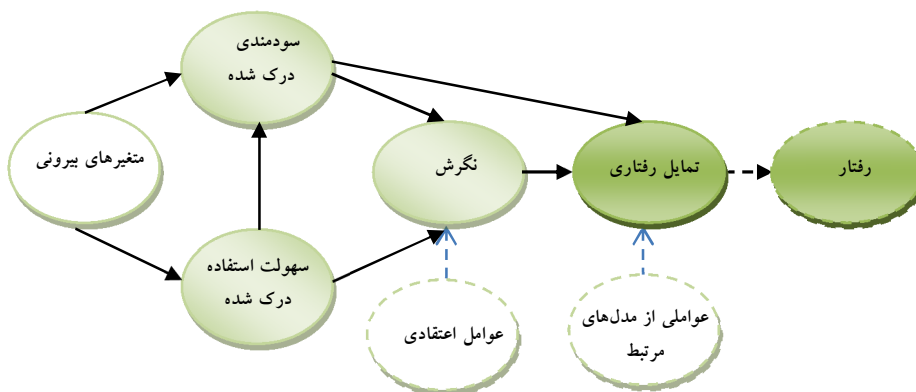 سودمندی
درک شده
متغیرهای بیرونی
نگرش
تمایل رفتاری
رفتار
سهولت استفاده
درک شده
عوامل اعتقادی
عواملی از مدل‌های
مرتبط